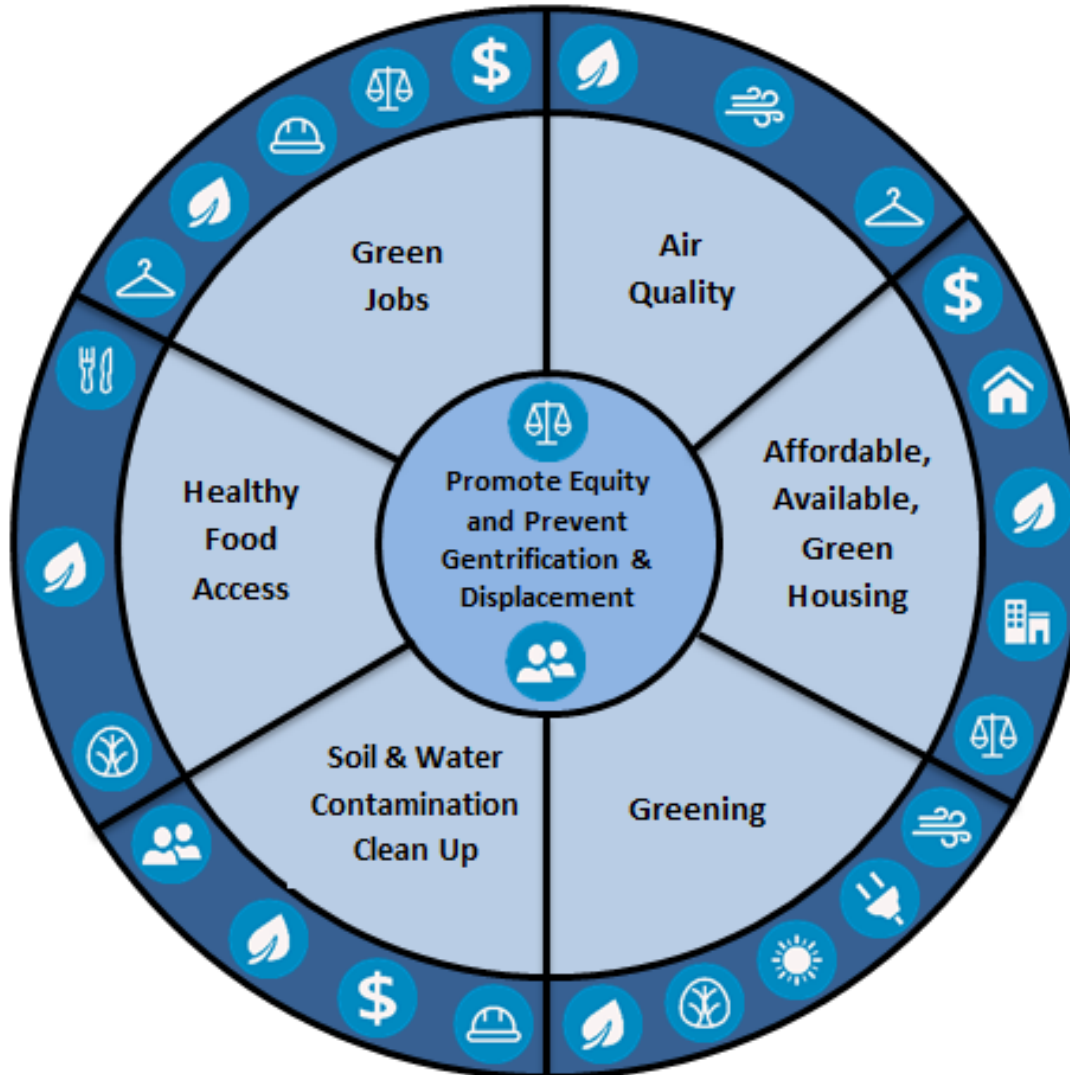 Green
Jobs
Air
Quality
Healthy
Food
Access
Promote Equity
and Prevent
Gentrification &
Displacement
Affordable,
Available,
Green
Housing
Soil & Water
Contamination
Clean Up
Greening
$
$
$